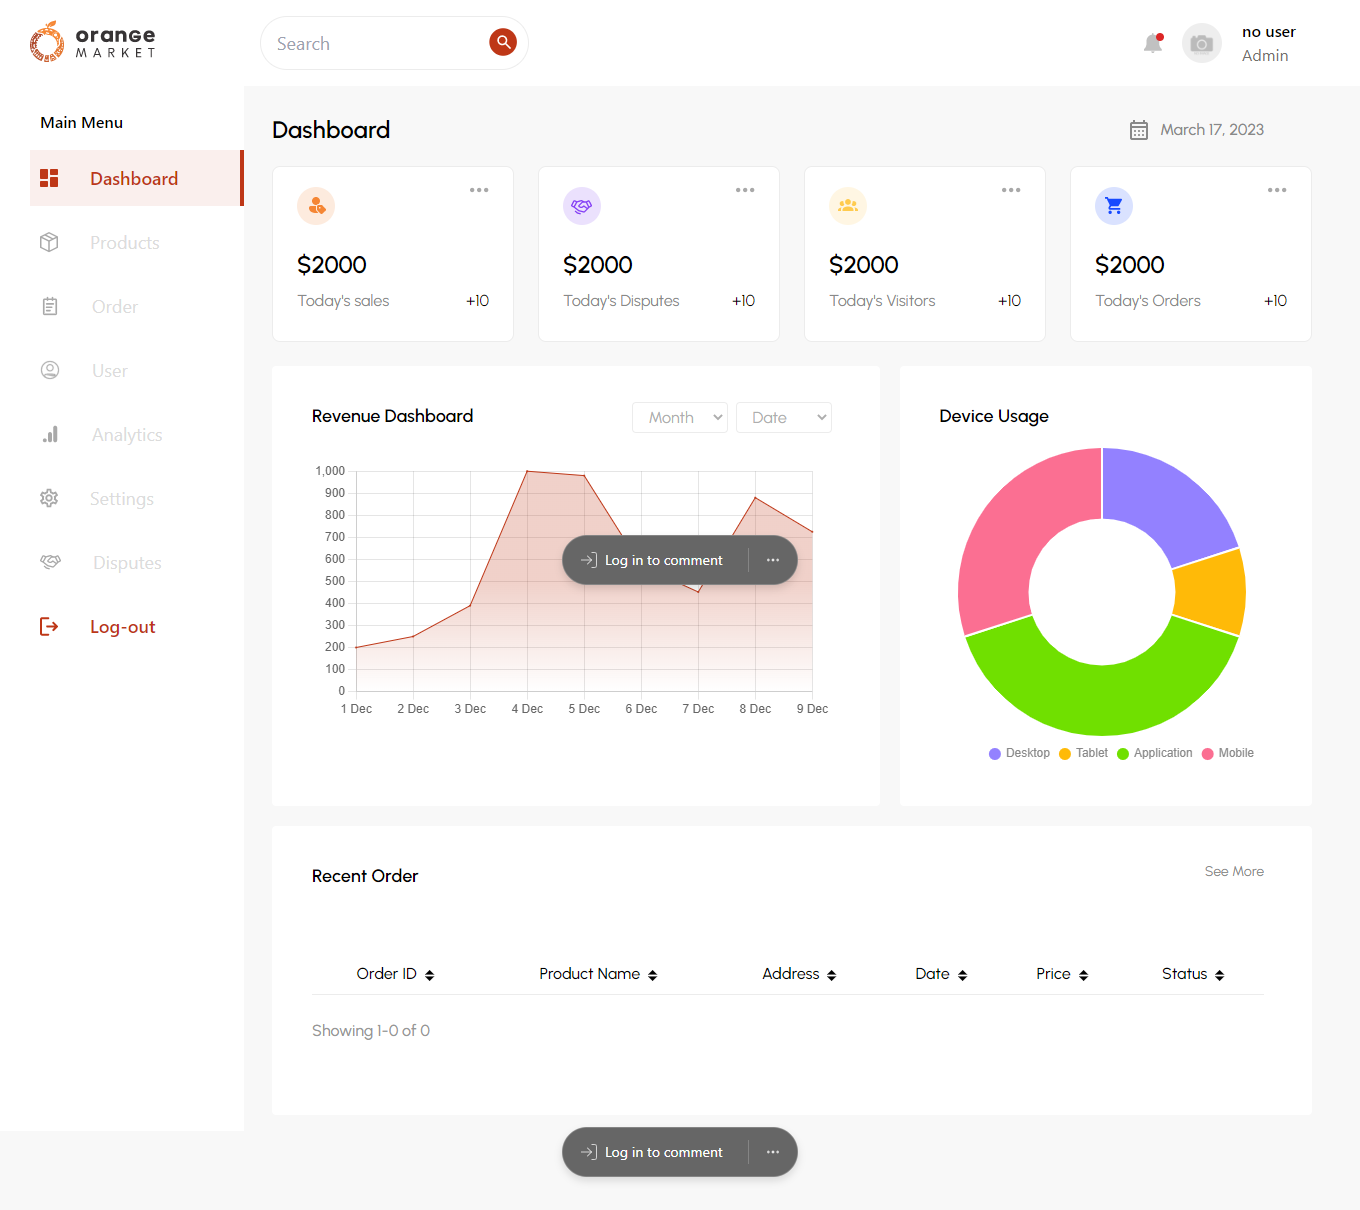 orange
MARKET
Search
no user
Admin
Main Menu
Dashboard
Products
Order
User
Analytics
Settings
Disputes
Log-out
Dashboard
March 17, 2023
$2000
Today's sales +10
$2000
Today's Disputes +10
$2000
Today's Visitors +10
$2000
Today's Orders +10
Revenue Dashboard
Month
Date
1,000
900
800
700
600
500
400
300
200
100
0
1 Dec 2 Dec 3 Dec 4 Dec 5 Dec 6 Dec 7 Dec 8 Dec 9 Dec
Log in to comment
Device Usage
Desktop Tablet Application Mobile
Recent Order
See More
Order ID Product Name Address Date Price Status
Showing 1-0 of 0
Log in to comment